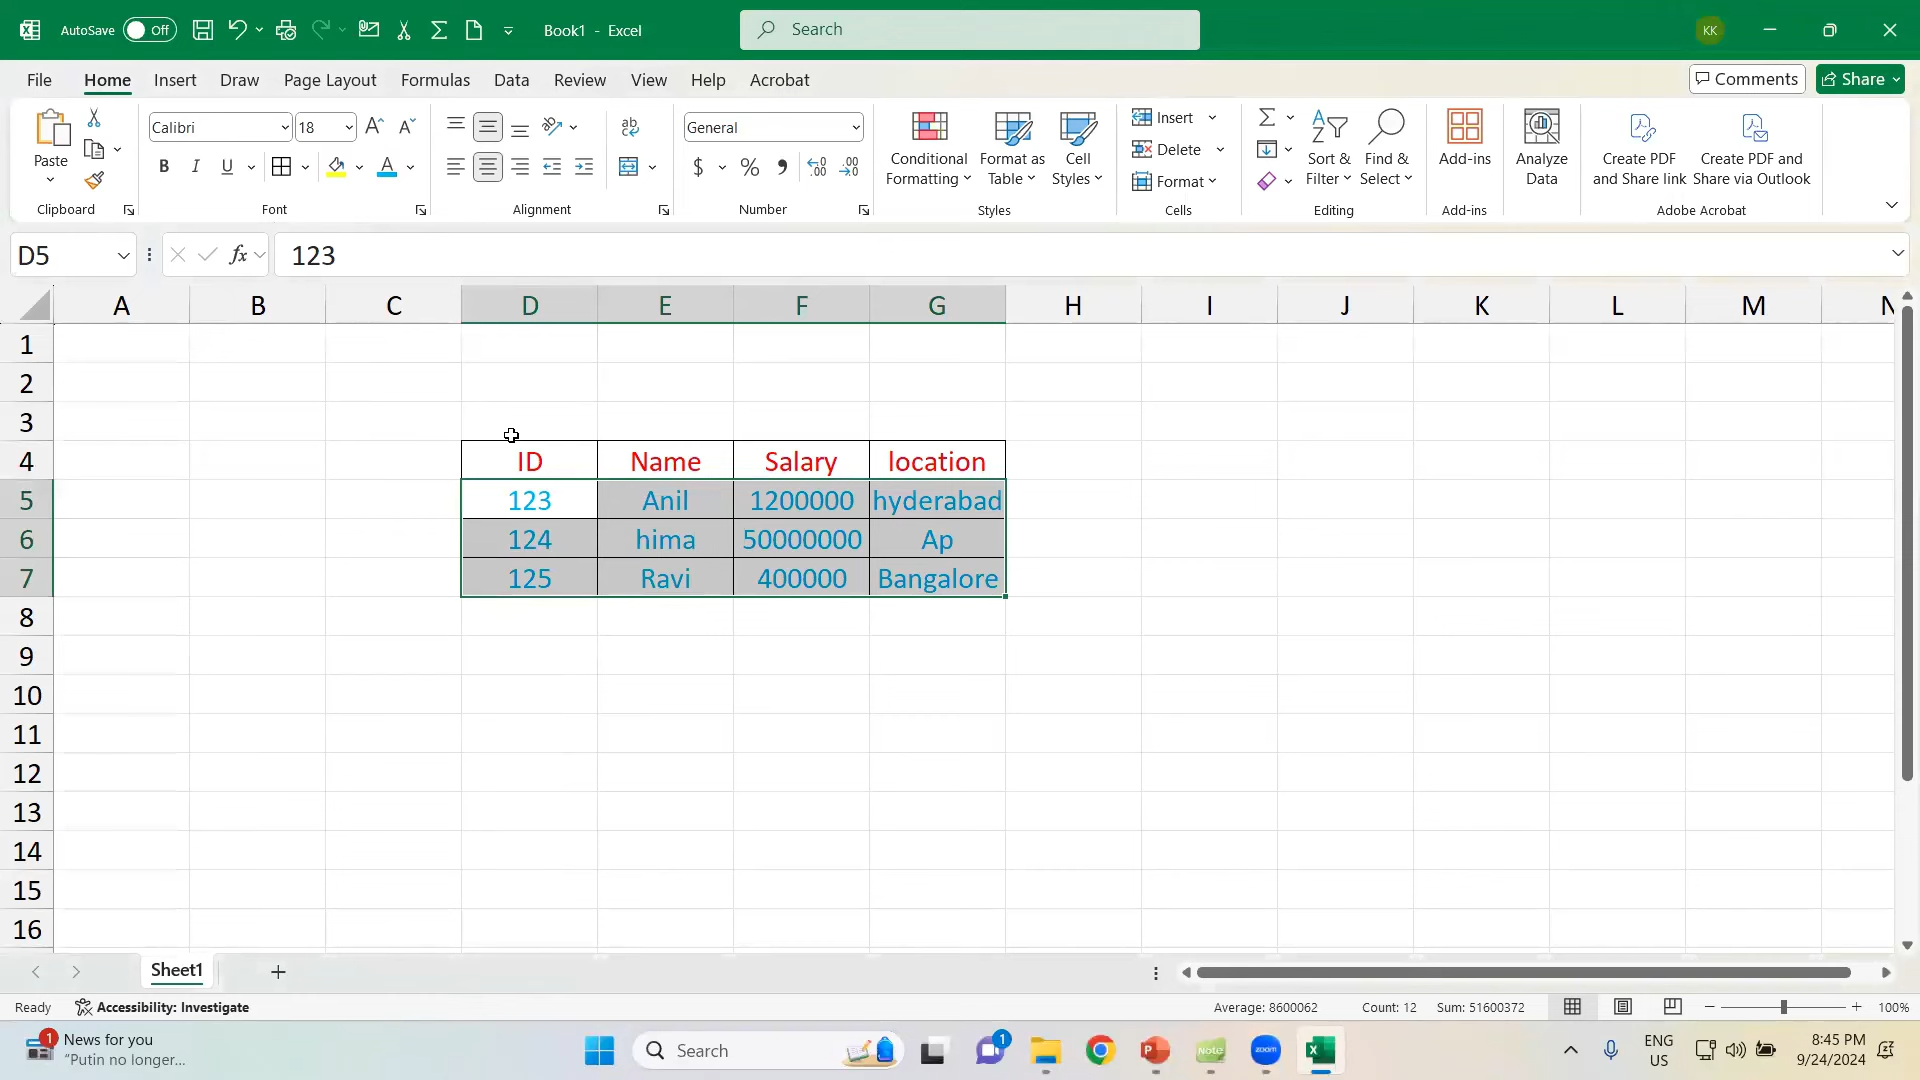 AutoSave Off Book1 - Excel Search KK
File Home Insert Draw Page Layout Formulas Data Review View Help Acrobat Comments Share
Paste Calibri 18 A A ab General Conditional Formatting Format as Table Cell Styles Insert Delete Format Sort & Filter Find & Select Add-ins Analyze Data Create PDF and Share link Create PDF and Share via Outlook
B I U A $ %
Clipboard Font Alignment Number Styles Cells Editing Add-ins Adobe Acrobat
D5 fx 123
A B C D E F G H I J K L M N
1
2
3
4 ID Name Salary location
5 123 Anil 1200000 hyderabad
6 124 hima 50000000 Ap
7 125 Ravi 400000 Bangalore
8
9
10
11
12
13
14
15
16
Sheet1
Ready Accessibility: Investigate Average: 8600062 Count: 12 Sum: 51600372 100%
1 News for you
"Putin no longer...
Search 1 Note zoom ENG US 8:45 PM 9/24/2024